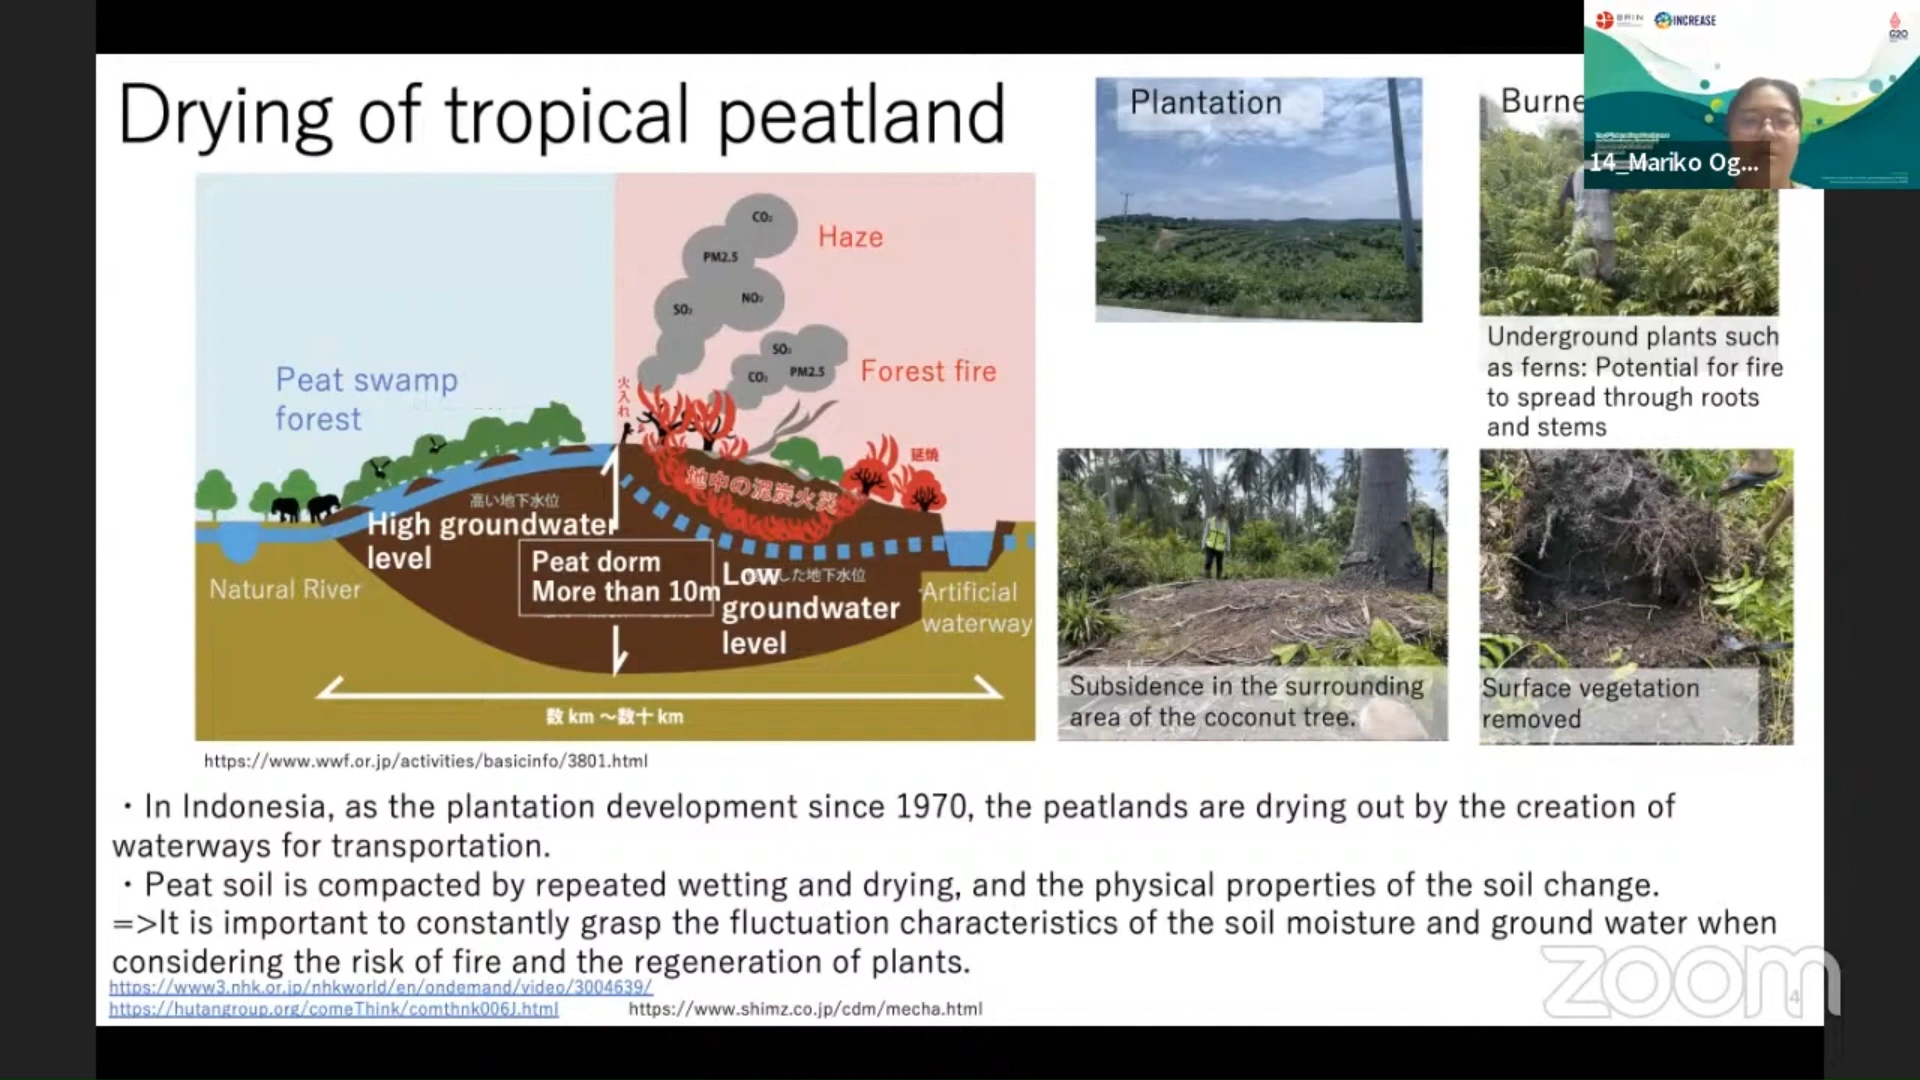 Drying of tropical peatland
CO₂
Haze
PM2.5
NO₂
SO₂
SO₂
CO₂ PM2.5
Forest fire
火入れ
Peat swamp
forest
延焼
地中の泥炭火災
高い地下水位
High groundwater
level
Peat dorm
More than 10m
Low
した地下水位
groundwater
level
Natural River
Artificial
waterway
数 km ～数十 km
https://www.wwf.or.jp/activities/basicinfo/3801.html
Plantation
Burne
Underground plants such
as ferns: Potential for fire
to spread through roots
and stems
Subsidence in the surrounding
area of the coconut tree.
Surface vegetation
removed
・In Indonesia, as the plantation development since 1970, the peatlands are drying out by the creation of
waterways for transportation.
・Peat soil is compacted by repeated wetting and drying, and the physical properties of the soil change.
=>It is important to constantly grasp the fluctuation characteristics of the soil moisture and ground water when
considering the risk of fire and the regeneration of plants.
https://www3.nhk.or.jp/nhkworld/en/ondemand/video/3004639/
https://hutangroup.org/comeThink/comthnk006J.html
https://www.shimz.co.jp/cdm/mecha.html
4
zoom
BRIN
INCREASE
G20
14_Mariko Og...